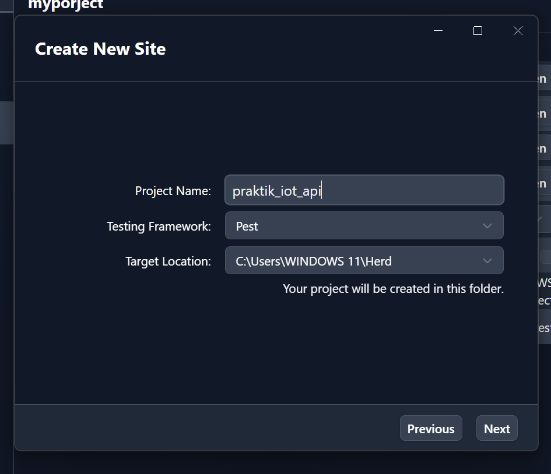 myporject
Create New Site
Project Name: praktik_iot_api
Testing Framework: Pest
Target Location: C:\Users\WINDOWS 11\Herd
Your project will be created in this folder.
Previous Next